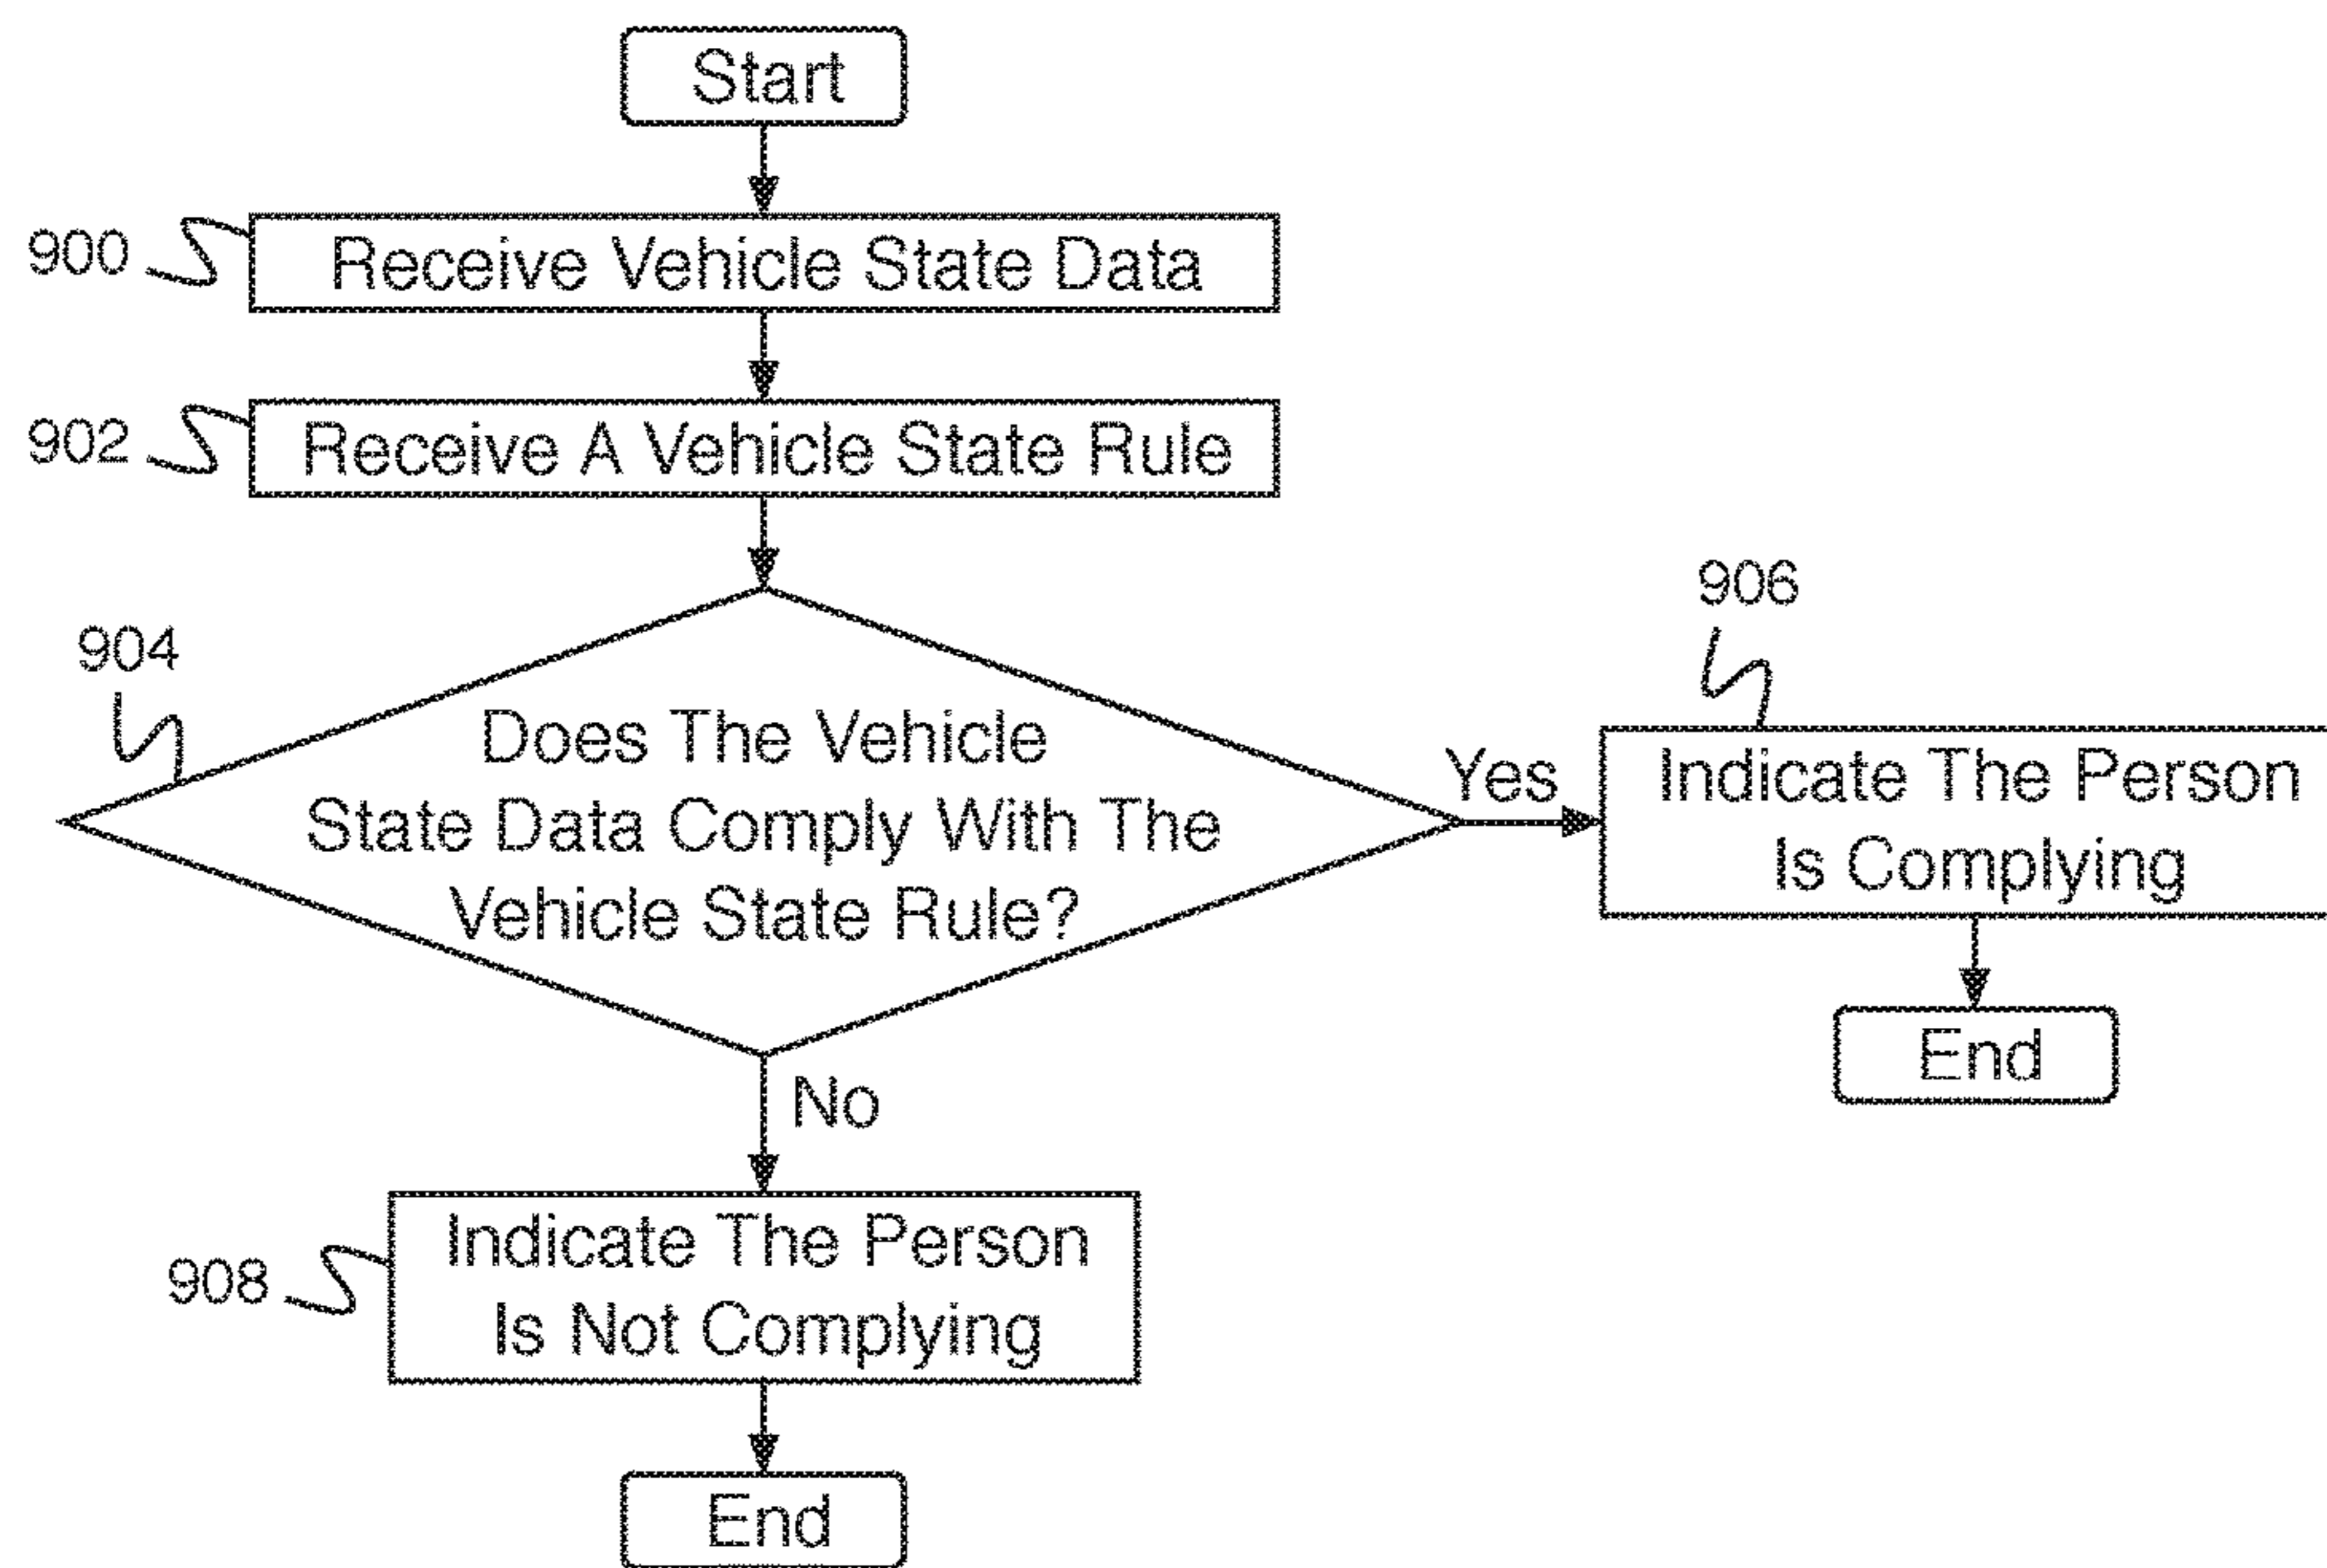 Start
900
Receive Vehicle State Data
902
Receive A Vehicle State Rule
904
Does The Vehicle
State Data Comply With The
Vehicle State Rule?
Yes
906
Indicate The Person
Is Complying
End
No
908
Indicate The Person
Is Not Complying
End